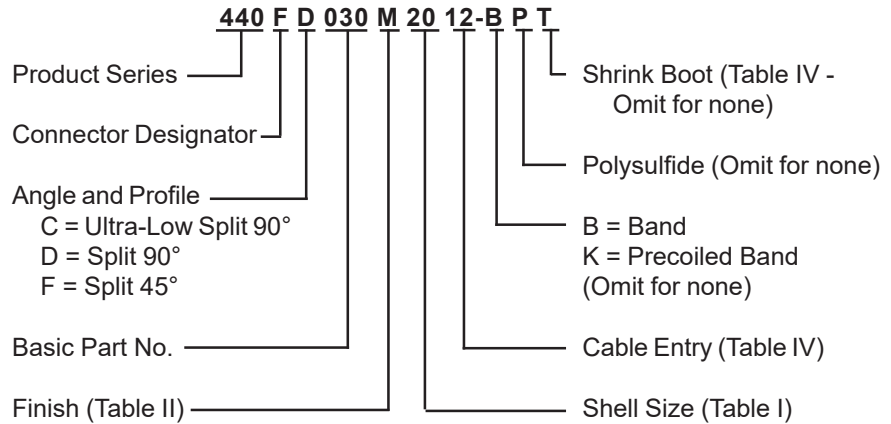 440 F D 030 M 20 12-B P T
Product Series
Connector Designator
Angle and Profile
C = Ultra-Low Split 90°
D = Split 90°
F = Split 45°
Basic Part No.
Finish (Table II)
Shrink Boot (Table IV -
Omit for none)
Polysulfide (Omit for none)
B = Band
K = Precoiled Band
(Omit for none)
Cable Entry (Table IV)
Shell Size (Table I)